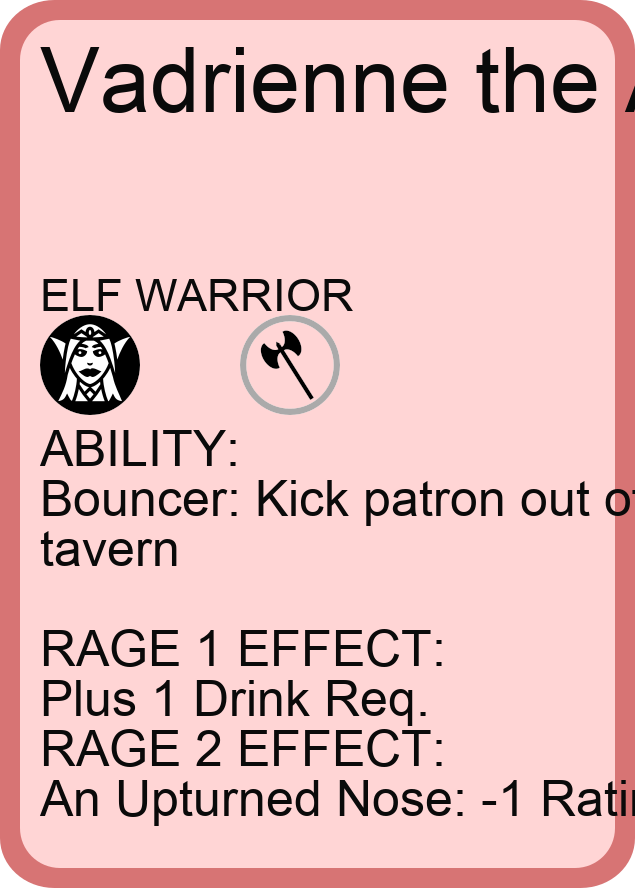 Vadrienne the
ELF WARRIOR
ABILITY:
Bouncer: Kick patron out of
tavern
RAGE 1 EFFECT:
Plus 1 Drink Req.
RAGE 2 EFFECT:
An Upturned Nose: -1